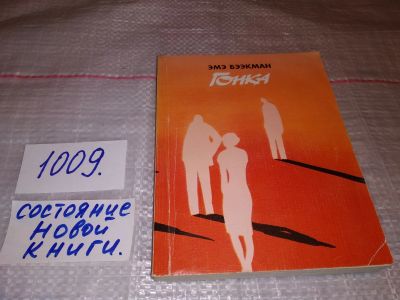 ЭМЭ БЭЭКМАН
Гонка
1009.
состояние
новой
книги.